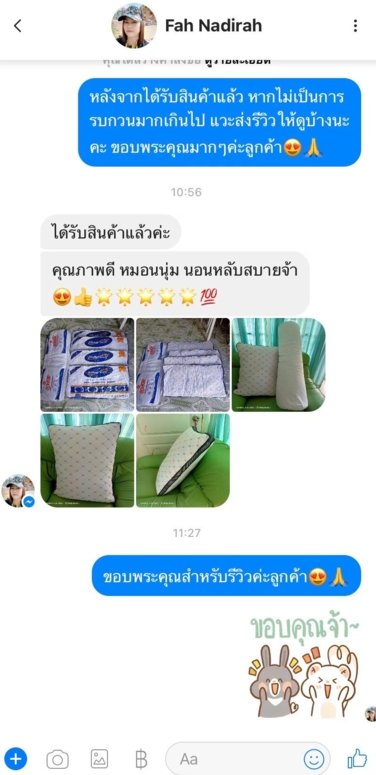 Fah Nadirah
หลังจากได้รับสินค้าแล้ว หากไม่เป็นการ
รบกวนมากเกินไป แวะส่งรีวิว ให้ดูบ้างนะ
คะ ขอบพระคุณมากๆค่ะลูกค้า😍🙏
10:56
ได้รับสินค้าแล้วค่ะ
คุณภาพดี หมอนนุ่ม นอนหลับสบายจ้า
😍👍🌟🌟🌟🌟🌟💯
11:27
ขอบพระคุณสำหรับรีวิวค่ะลูกค้า😍🙏
ขอบคุณจ้า~
Aa